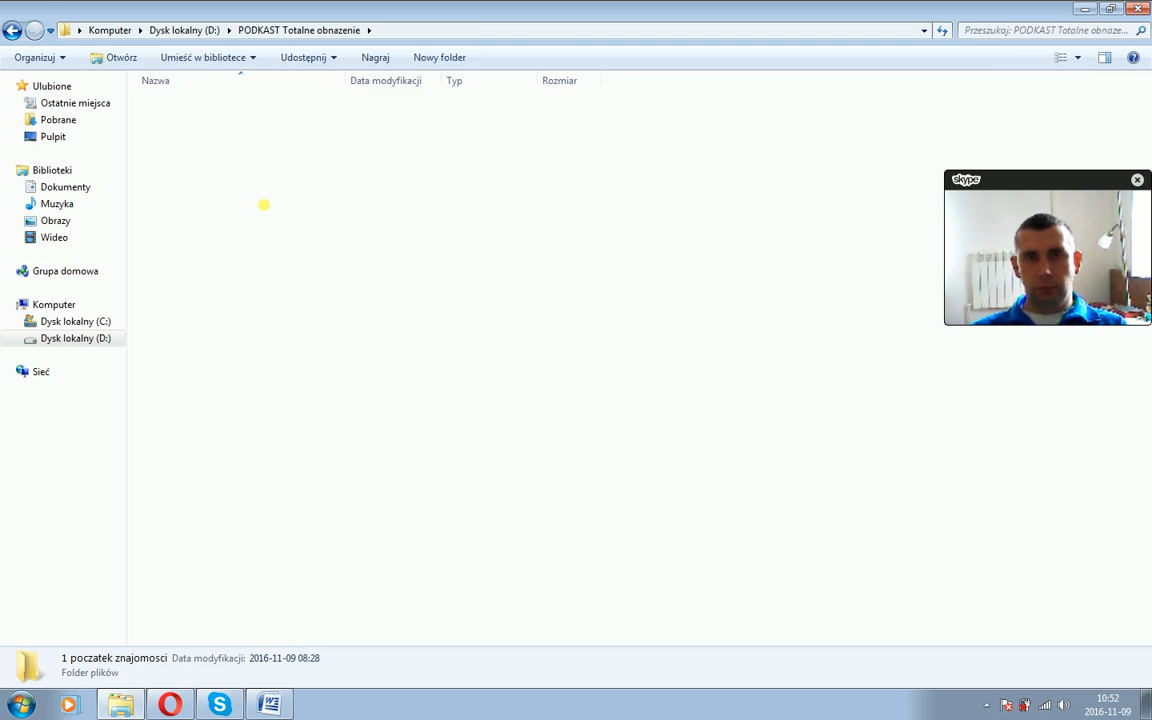 Komputer Dysk lokalny (D:) PODKAST Totalne obnazenie
Przeszukaj: PODKAST Totalne obnaze...
Organizuj Otwórz Umieść w bibliotece Udostępnij Nagraj Nowy folder
Nazwa Data modyfikacji Typ Rozmiar
Ulubione
Ostatnie miejsca
Pobrane
Pulpit
Biblioteki
Dokumenty
Muzyka
Obrazy
Wideo
Grupa domowa
Komputer
Dysk lokalny (C:)
Dysk lokalny (D:)
Sieć
skype
1 poczatek znajomosci Data modyfikacji: 2016-11-09 08:28
Folder plików
10:52
2016-11-09